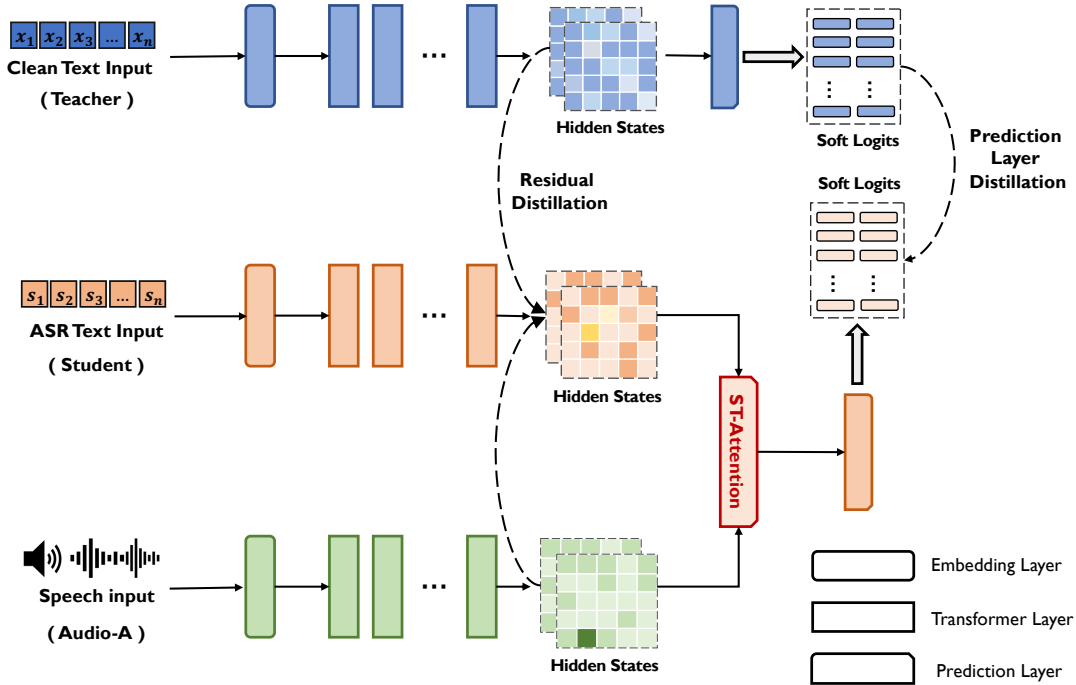 x₁ x₂ x₃ ... xₙ
Clean Text Input
( Teacher )
...
Hidden States
Soft Logits
Prediction
Layer
Distillation
Residual
Distillation
Soft Logits
s₁ s₂ s₃ ... sₙ
ASR Text Input
( Student )
...
Hidden States
ST-Attention
Speech input
( Audio-A )
...
Hidden States
Embedding Layer
Transformer Layer
Prediction Layer